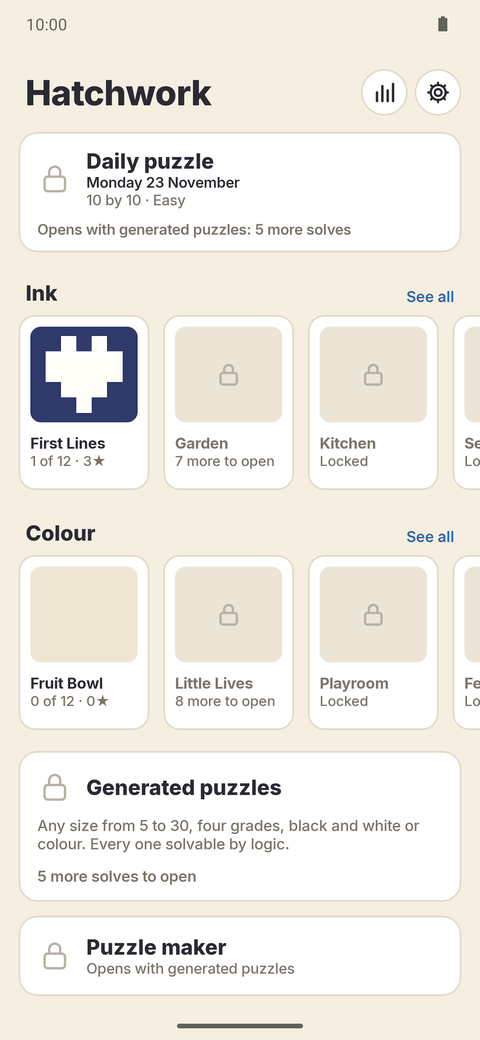 10:00
Hatchwork
Daily puzzle
Monday 23 November
10 by 10 · Easy
Opens with generated puzzles: 5 more solves
Ink
See all
First Lines
1 of 12 · 3★
Garden
7 more to open
Kitchen
Locked
Se
Lo
Colour
See all
Fruit Bowl
0 of 12 · 0★
Little Lives
8 more to open
Playroom
Locked
Fe
Lo
Generated puzzles
Any size from 5 to 30, four grades, black and white or
colour. Every one solvable by logic.
5 more solves to open
Puzzle maker
Opens with generated puzzles